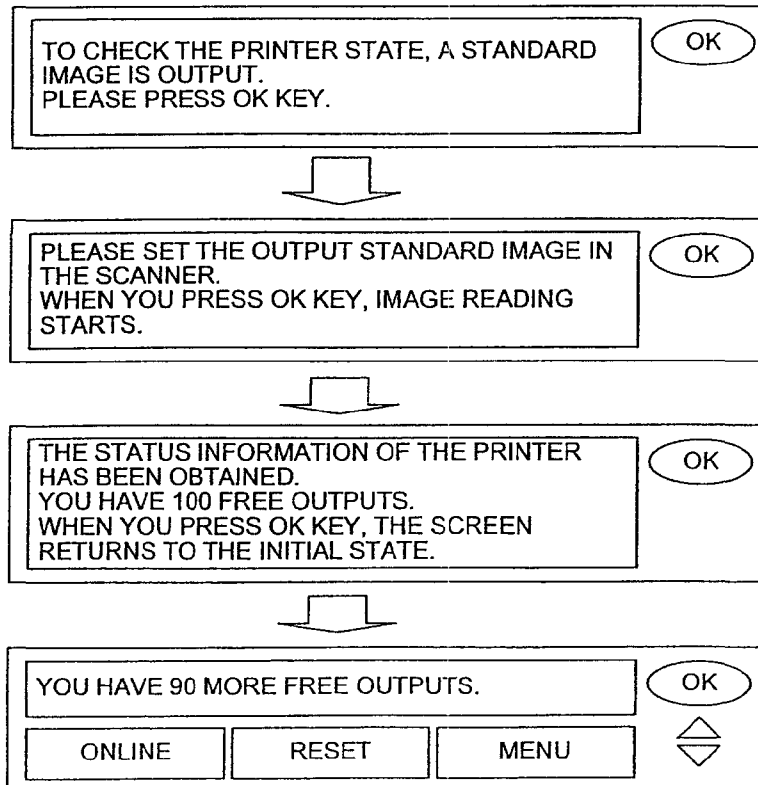 TO CHECK THE PRINTER STATE, A STANDARD
IMAGE IS OUTPUT.
PLEASE PRESS OK KEY.
OK
PLEASE SET THE OUTPUT STANDARD IMAGE IN
THE SCANNER.
WHEN YOU PRESS OK KEY, IMAGE READING
STARTS.
OK
THE STATUS INFORMATION OF THE PRINTER
HAS BEEN OBTAINED.
YOU HAVE 100 FREE OUTPUTS.
WHEN YOU PRESS OK KEY, THE SCREEN
RETURNS TO THE INITIAL STATE.
OK
YOU HAVE 90 MORE FREE OUTPUTS.
OK
ONLINE
RESET
MENU